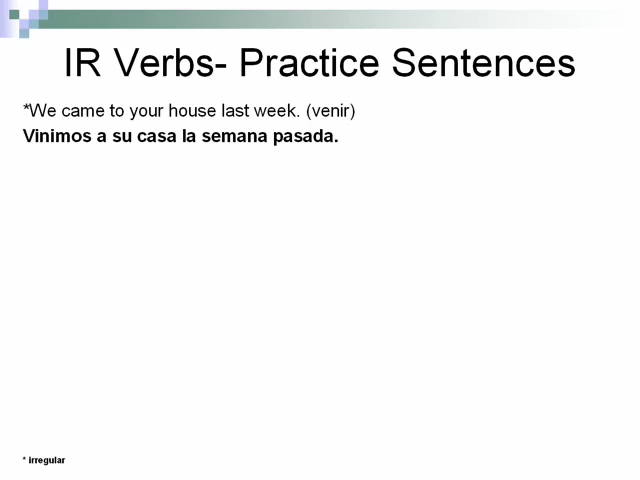 IR Verbs- Practice Sentences
*We came to your house last week. (venir)
Vinimos a su casa la semana pasada.
* irregular